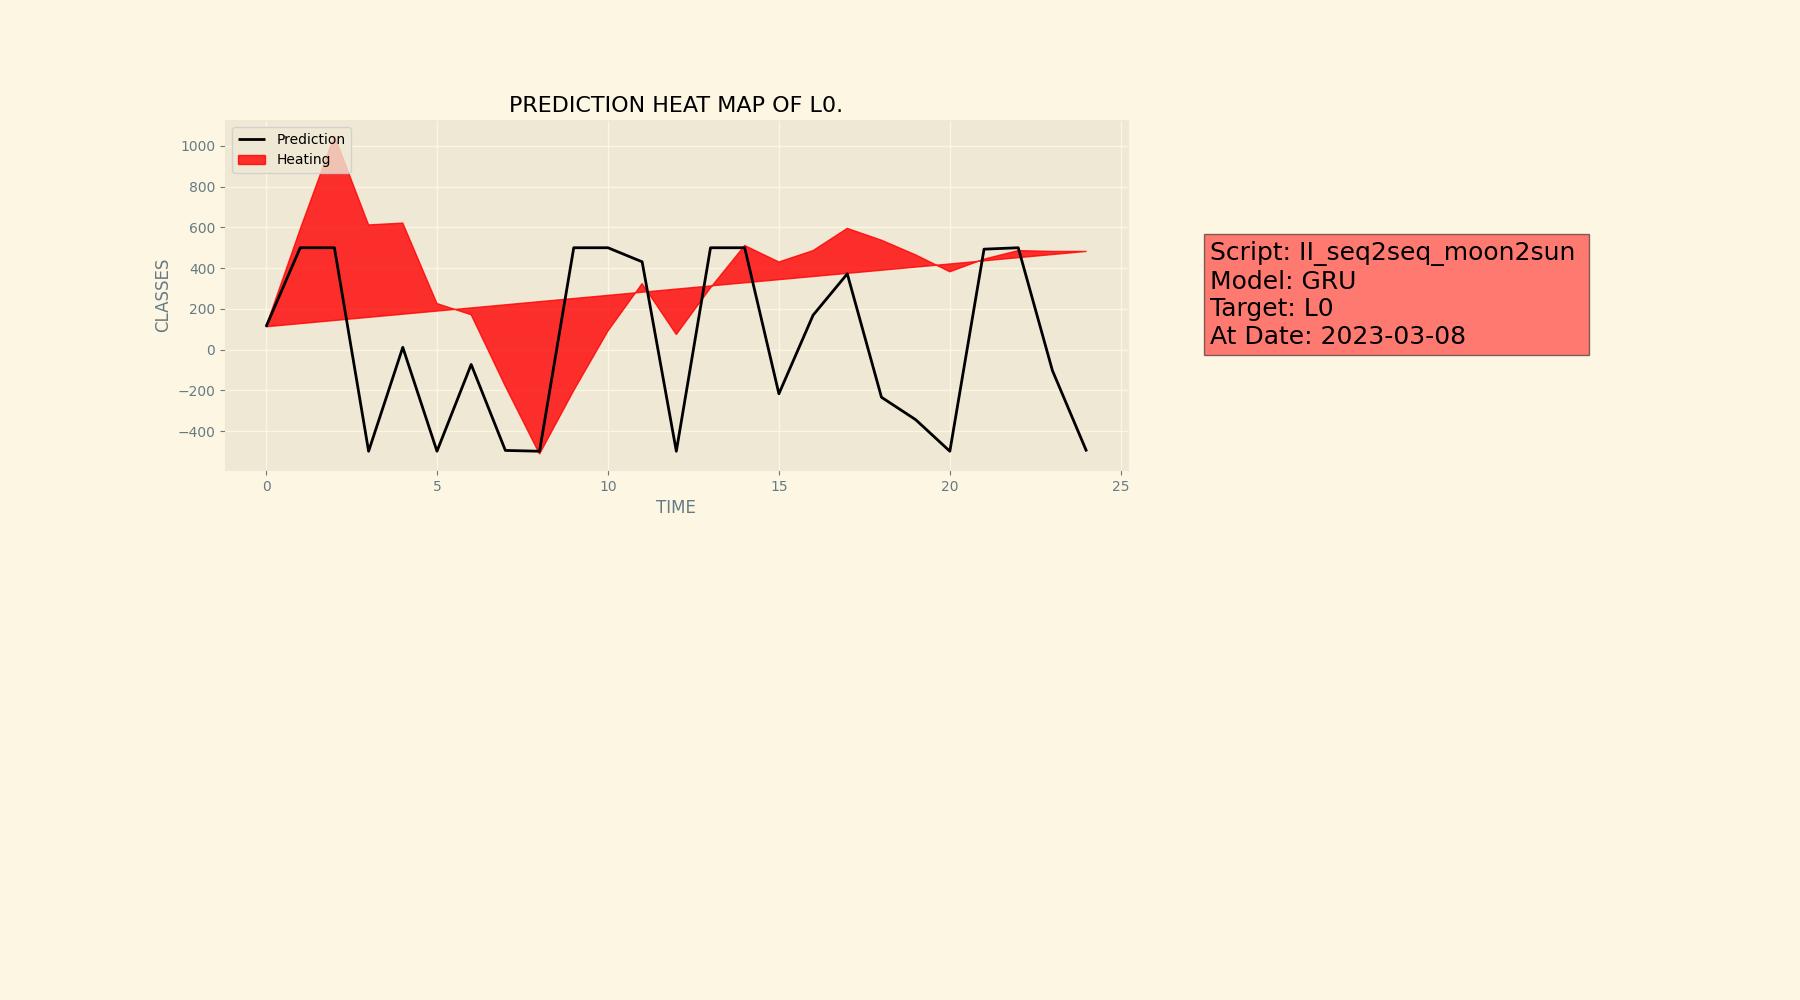 PREDICTION HEAT MAP OF L0.
Prediction
Heating
1000
800
600
400
200
0
−200
−400
CLASSES
0 5 10 15 20 25
TIME
Script: II_seq2seq_moon2sun
Model: GRU
Target: L0
At Date: 2023-03-08